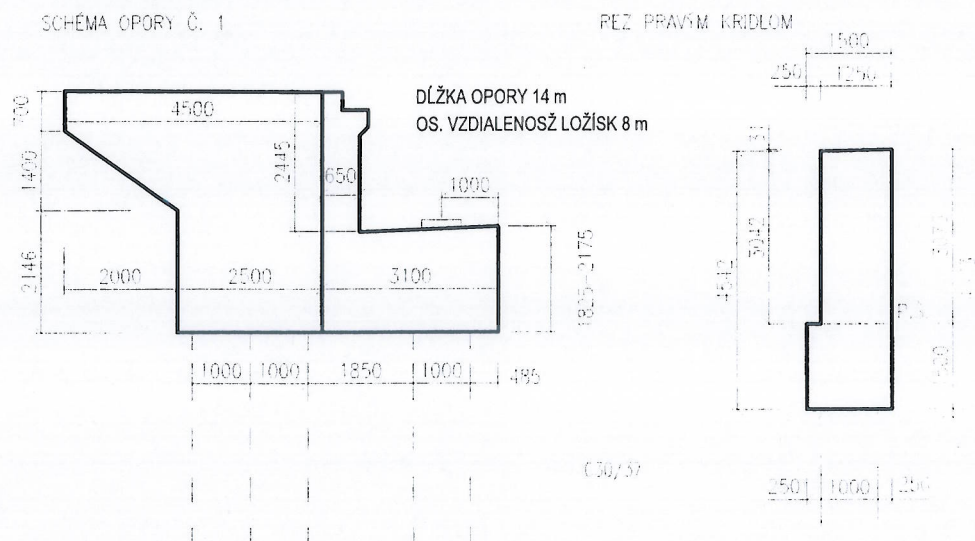 SCHÉMA OPORY Č. 1
REZ PRAVÝM KRIDLOM
1500
250 1250
DĹŽKA OPORY 14 m
OS. VZDIALENOSŽ LOŽÍSK 8 m
700
4500
1400
2445
650
1000
3042
4542
2146
2000 2500 3100
1825-2175
1000 1000 1850 1000 486
C30/37
250 1000 250